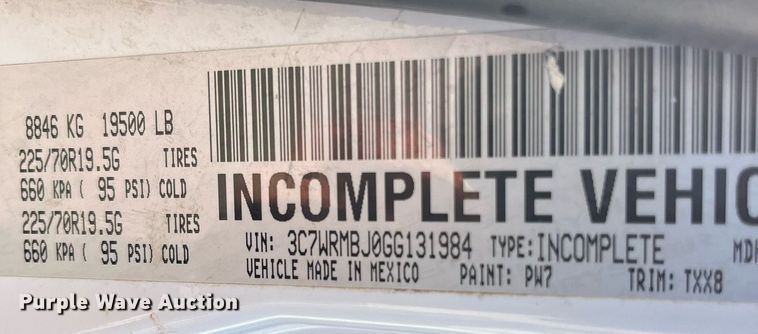 8846 KG 19500 LB
225/70R19.5G TIRES
660 KPA ( 95 PSI) COLD
225/70R19.5G TIRES
660 KPA ( 95 PSI) COLD
INCOMPLETE VEHIC
VIN: 3C7WRMBJ0GG131984 TYPE: INCOMPLETE MDH
VEHICLE MADE IN MEXICO PAINT: PW7 TRIM: TXX8
Purple Wave Auction